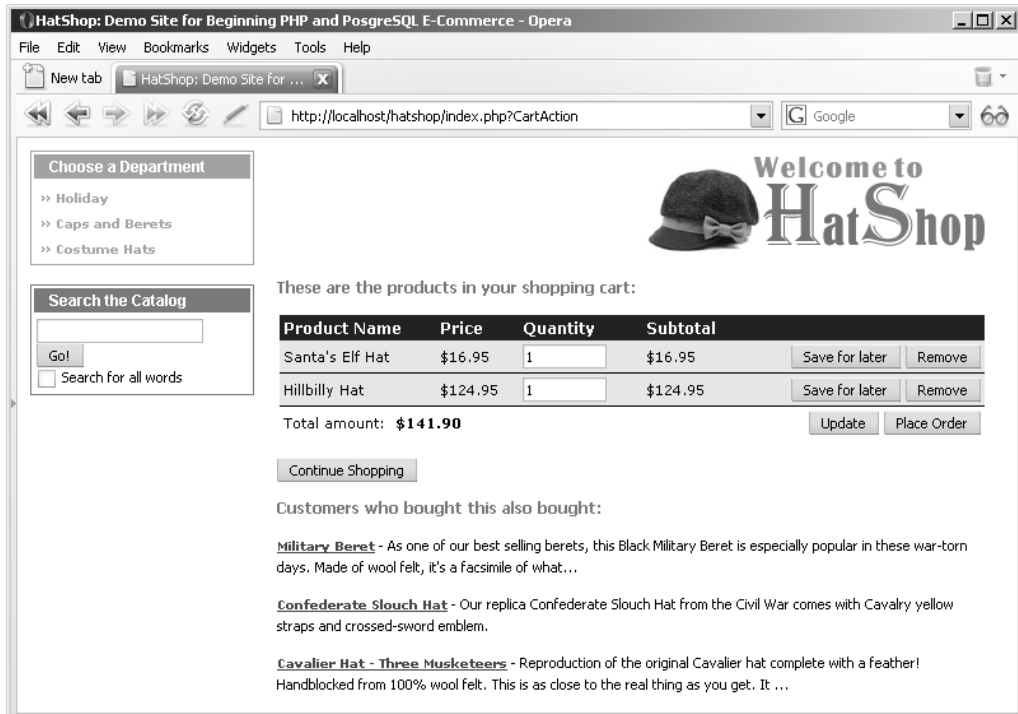 HatShop: Demo Site for Beginning PHP and PosgreSQL E-Commerce - Opera
File Edit View Bookmarks Widgets Tools Help
New tab HatShop: Demo Site for ... X
http://localhost/hatshop/index.php?CartAction G Google
Choose a Department
» Holiday
» Caps and Berets
» Costume Hats
Search the Catalog
Go!
Search for all words
Welcome to
HatShop
These are the products in your shopping cart:
Product Name Price Quantity Subtotal
Santa's Elf Hat $16.95 1 $16.95 Save for later Remove
Hillbilly Hat $124.95 1 $124.95 Save for later Remove
Total amount: $141.90 Update Place Order
Continue Shopping
Customers who bought this also bought:
Military Beret - As one of our best selling berets, this Black Military Beret is especially popular in these war-torn
days. Made of wool felt, it's a facsimile of what...
Confederate Slouch Hat - Our replica Confederate Slouch Hat from the Civil War comes with Cavalry yellow
straps and crossed-sword emblem.
Cavalier Hat - Three Musketeers - Reproduction of the original Cavalier hat complete with a feather!
Handblocked from 100% wool felt. This is as close to the real thing as you get. It ...